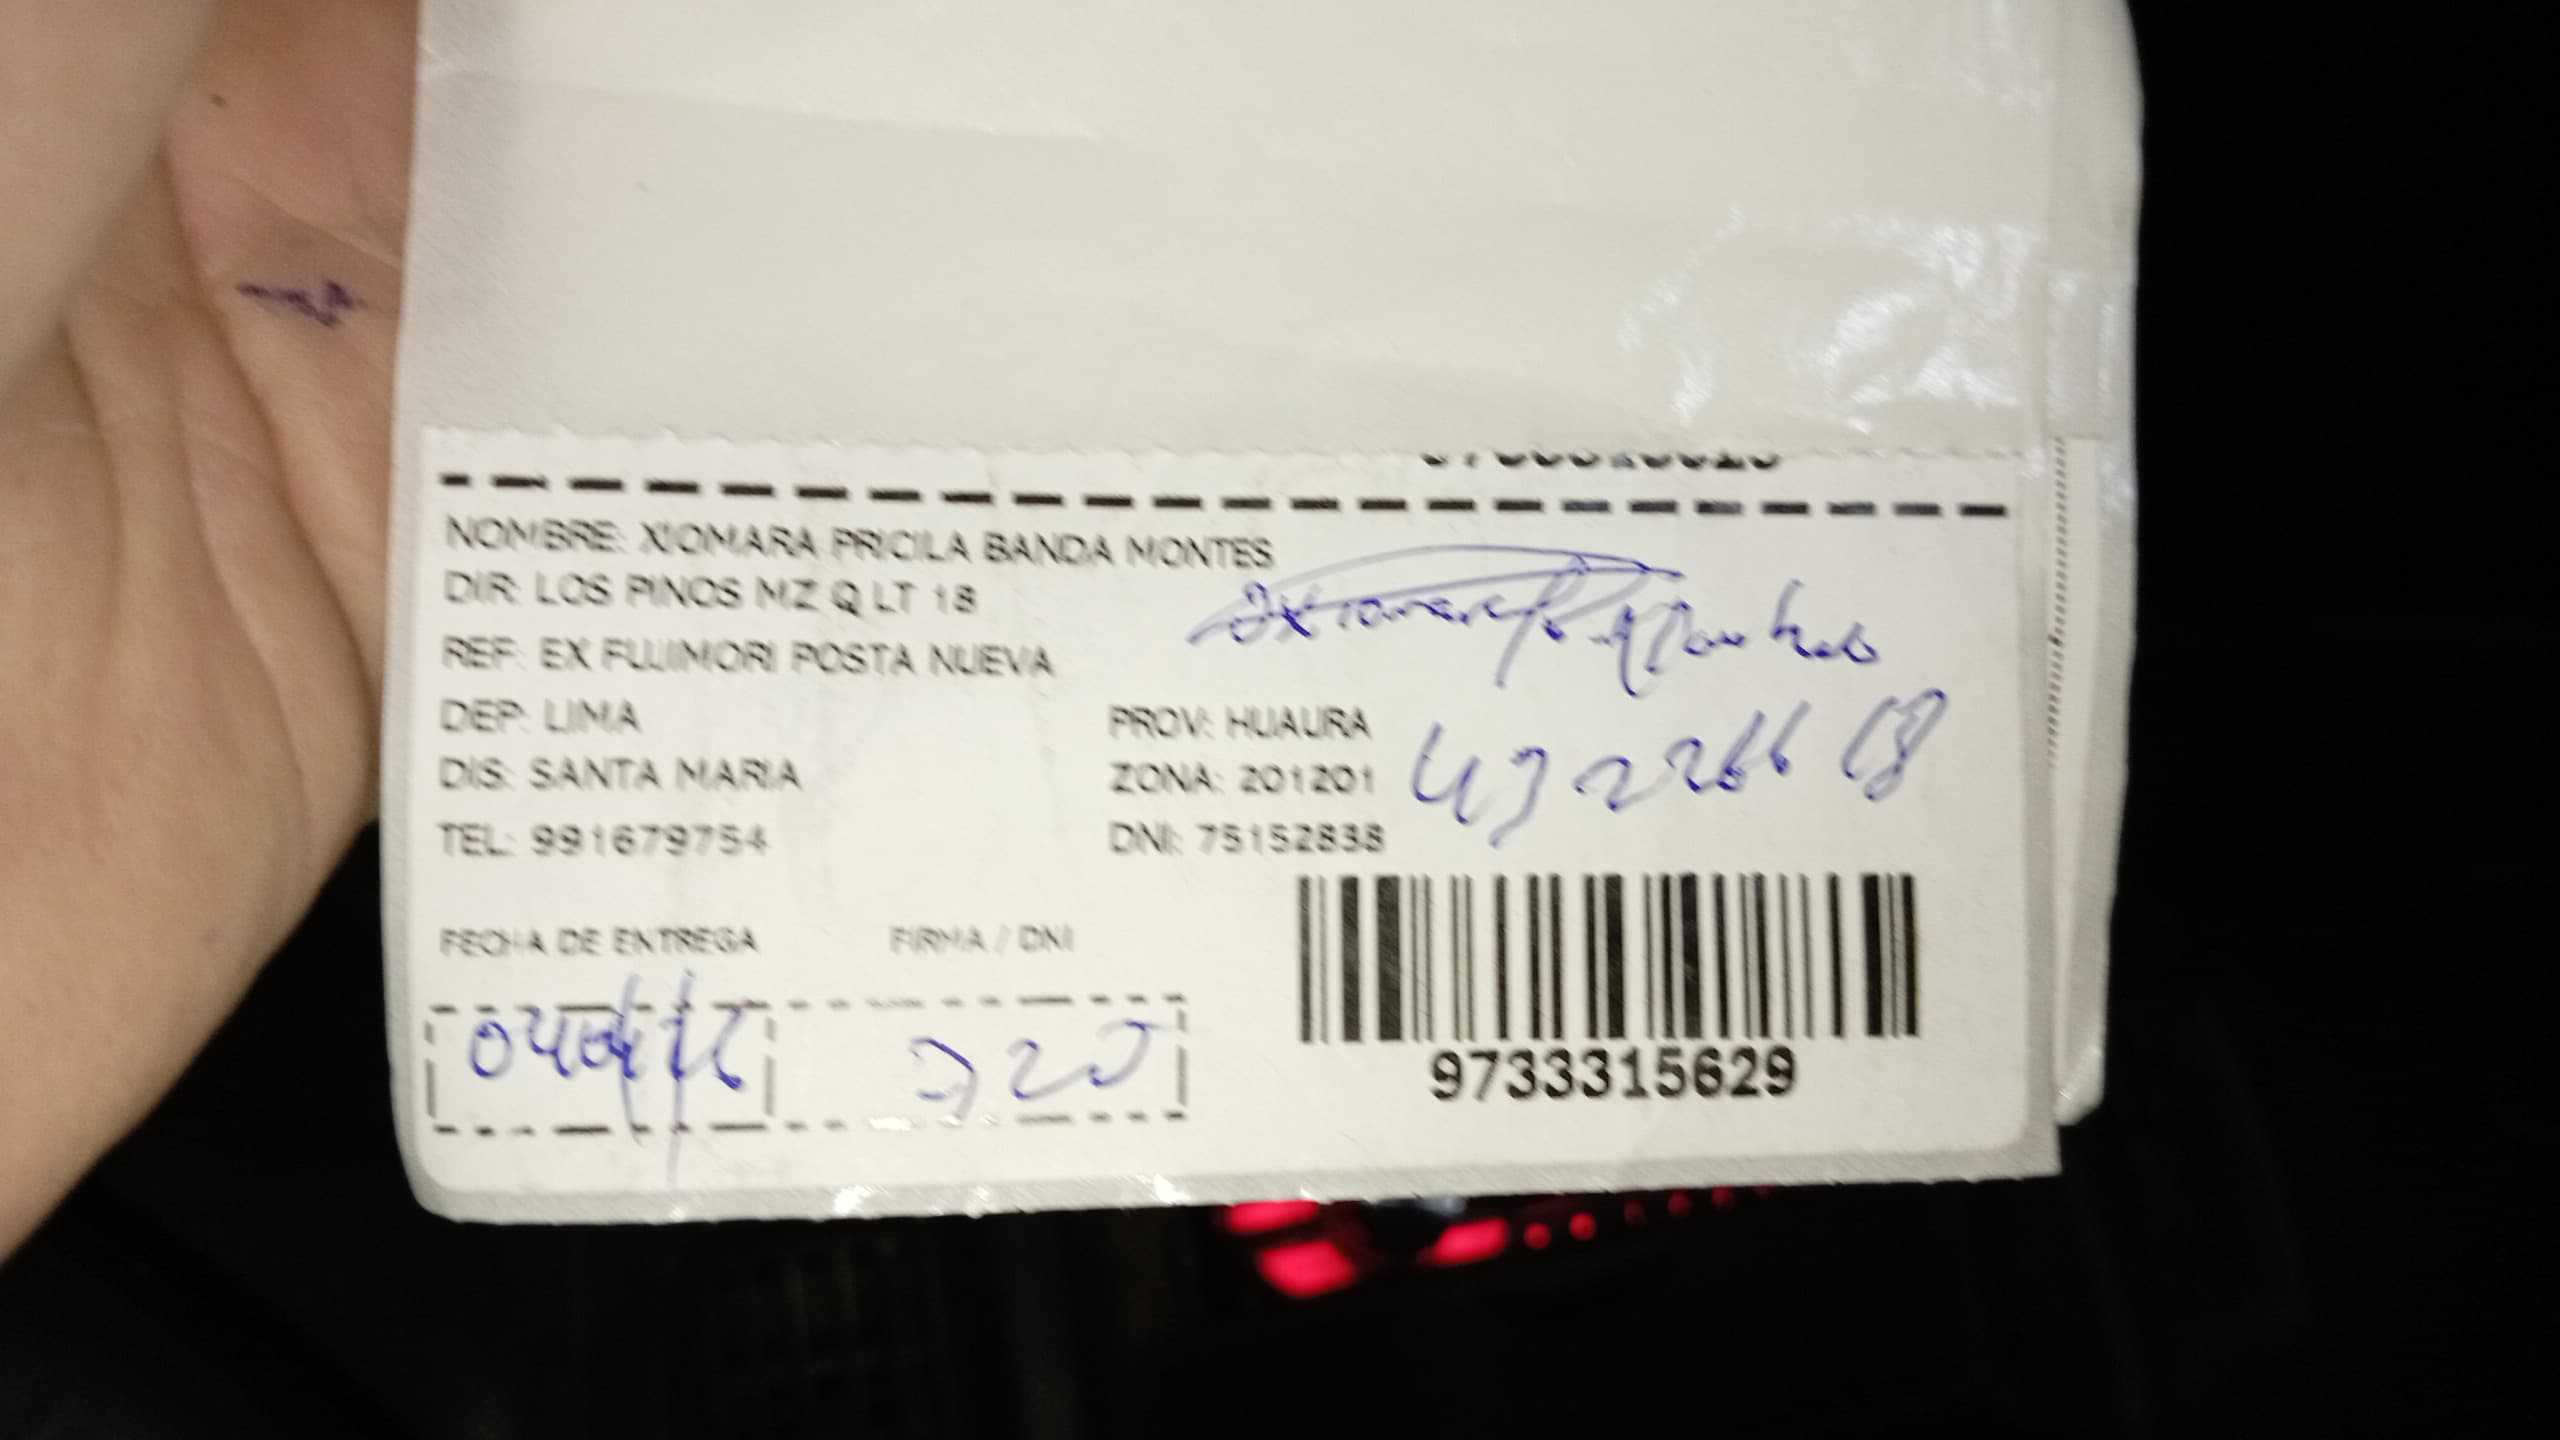 NOMBRE: XIOMARA PRICILA BANDA MONTES
DIR: LOS PINOS MZ Q LT 18
REF: EX FUJIMORI POSTA NUEVA
DEP: LIMA PROV: HUAURA
DIS: SANTA MARIA ZONA: 201201
TEL: 991679754 DNI: 75152838
FECHA DE ENTREGA FIRMA / DNI
9733315629